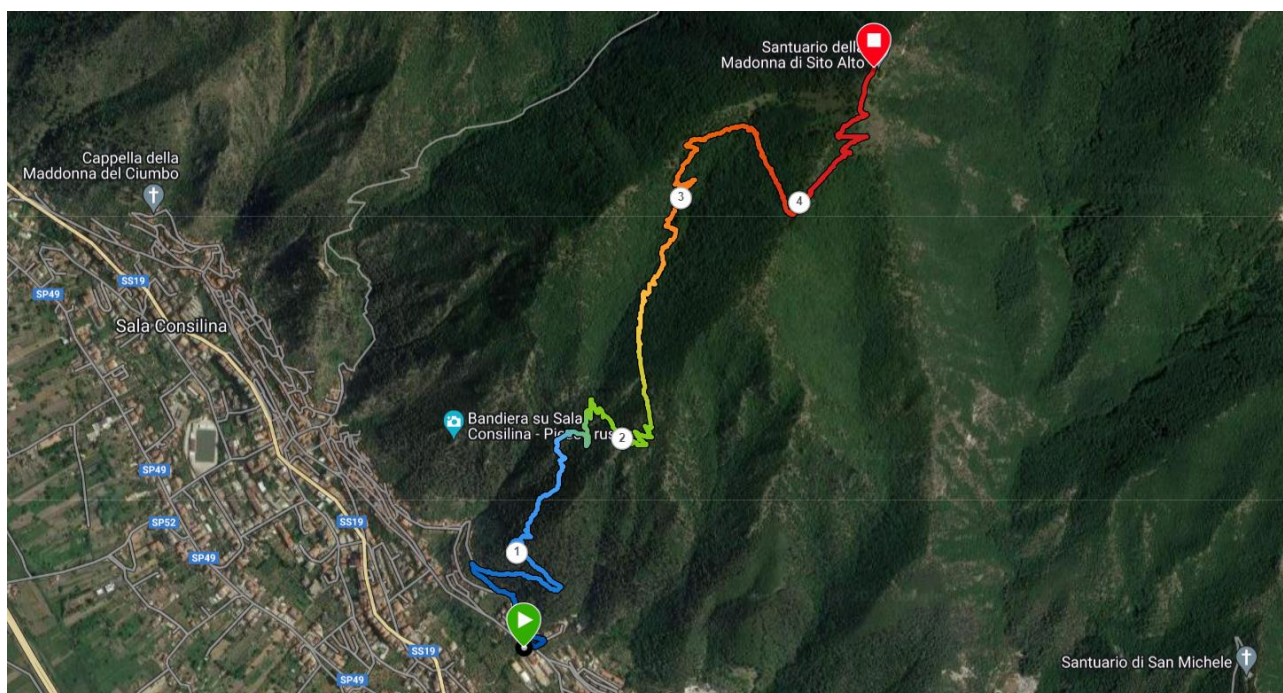 Santuario della
Madonna di Sito Alto
Cappella della
Maddonna del Ciumbo
3
4
SS19
SP49
Sala Consilina
Bandiera su Sala
Consilina -
2
SP49
SP52
SS19
1
SP49
SS19
SP49
Santuario di San Michele